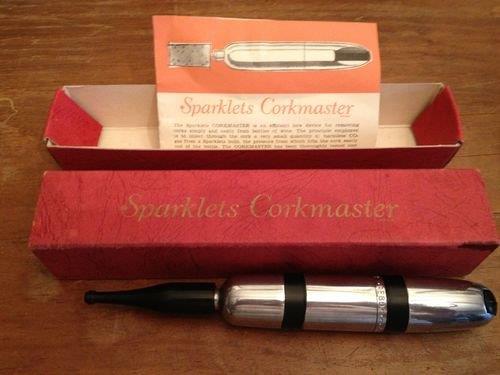 Sparklets Corkmaster
The Sparklets CORKMASTER is an efficient new device for removing
corks simply and easily from bottles of wine. The principle employed
is to inject through the cork a very small quantity of harmless CO₂
gas from a Sparklets bulb, the pressure from which lifts the cork easily
out of the bottle. The CORKMASTER has been thoroughly tested over
Sparklets Corkmaster